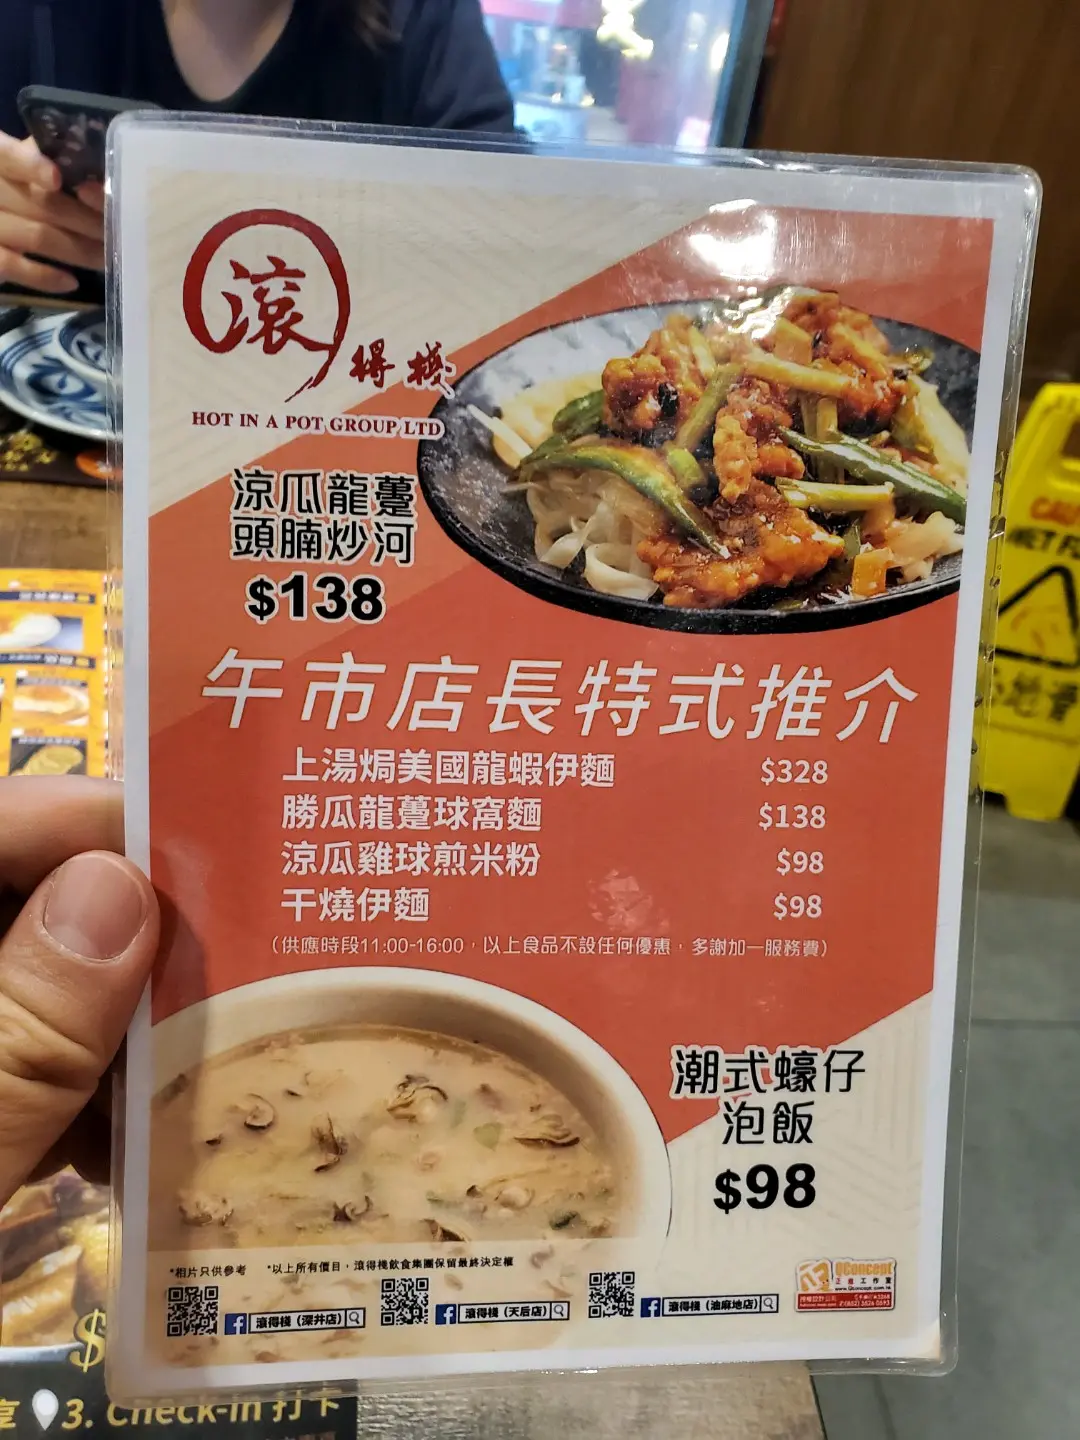 滾
得棧
HOT IN A POT GROUP LTD
涼瓜龍躉
頭腩炒河
$138
午市店長特式推介
上湯焗美國龍蝦伊麵 $328
勝瓜龍躉球窩麵 $138
涼瓜雞球煎米粉 $98
干燒伊麵 $98
（供應時段11:00-16:00，以上食品不設任何優惠，多謝加一服務費）
潮式蠔仔
泡飯
$98
*相片只供參考 *以上所有價目，滾得棧飲食集團保留最終決定權
滾得棧（深井店） 滾得棧（天后店） 滾得棧（油麻地店）
QConcept
正意工作室
3. Check-in 打卡
$